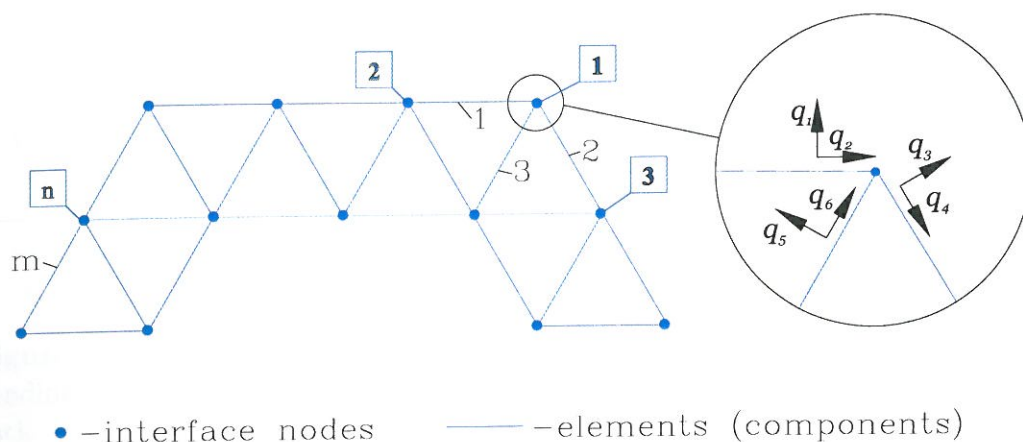 2
1
1
2
3
3
n
m
q₁
q₂
q₃
q₄
q₅
q₆
-interface nodes
-elements (components)